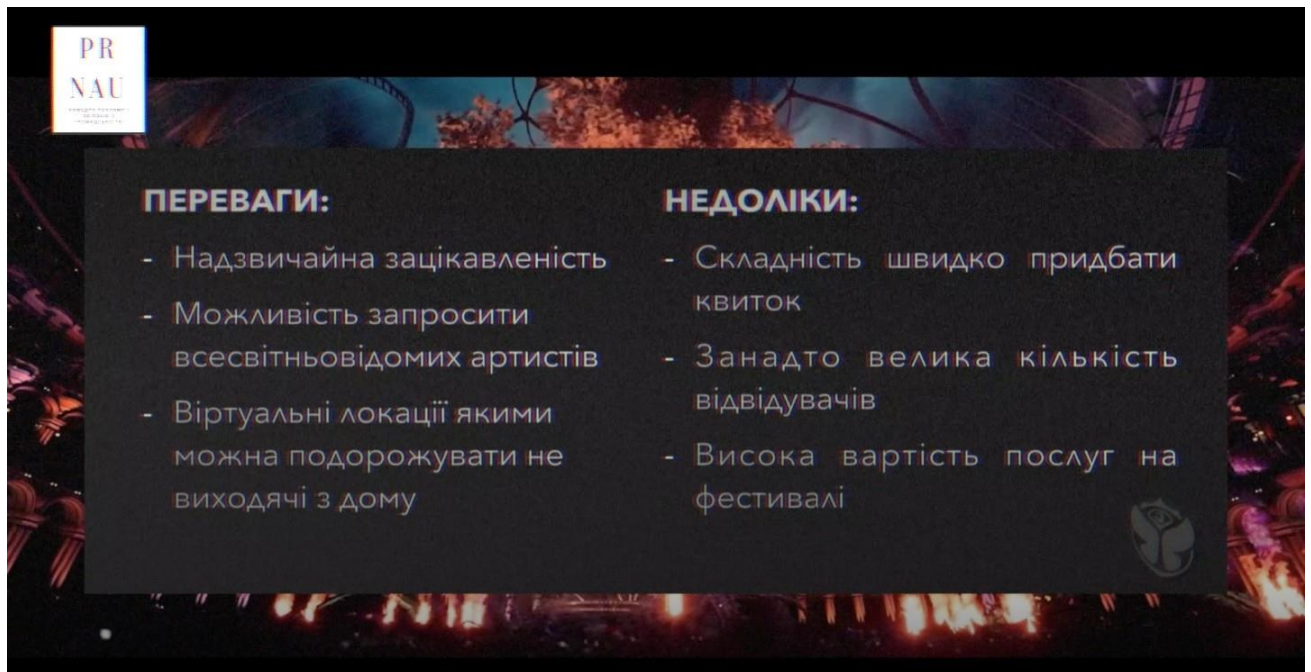 PR
NAU
ПЕРЕВАГИ:
- Надзвичайна зацікавленість
- Можливість запросити
всесвітньовідомих артистів
- Віртуальні локації якими
можна подорожувати не
виходячі з дому
НЕДОЛІКИ:
- Складність швидко придбати
квиток
- Занадто велика кількість
відвідувачів
- Висока вартість послуг на
фестивалі